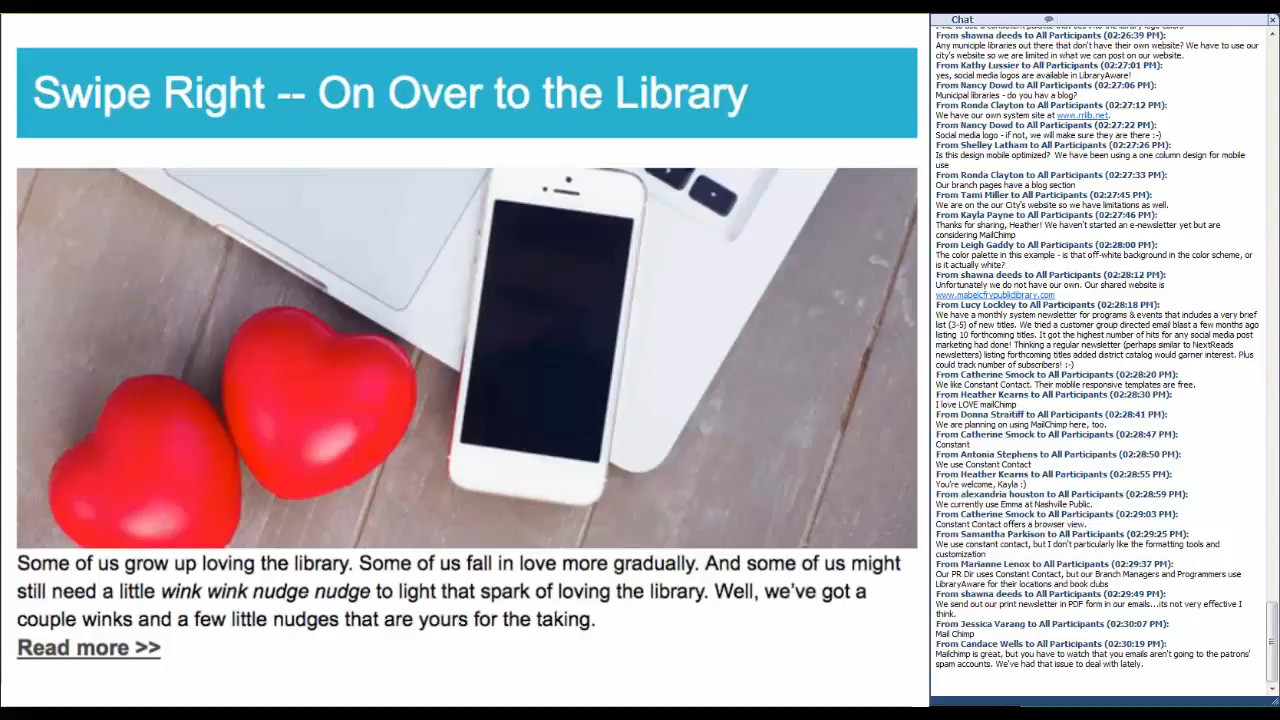 Swipe Right -- On Over to the Library
Some of us grow up loving the library. Some of us fall in love more gradually. And some of us might
still need a little wink wink nudge nudge to light that spark of loving the library. Well, we've got a
couple winks and a few little nudges that are yours for the taking.
Read more >>
Chat
From shawna deeds to All Participants (02:26:39 PM):
Any municiple libraries out there that don't have their own website? We have to use our
city's website so we are limited in what we can post on our website.
From Kathy Lussier to All Participants (02:27:01 PM):
yes, social media logos are available in LibraryAware!
From Nancy Dowd to All Participants (02:27:06 PM):
Municipal libraries - do you hav a blog?
From Ronda Clayton to All Participants (02:27:12 PM):
We have our own system site at www.rrlib.net.
From Nancy Dowd to All Participants (02:27:22 PM):
Social media logo - if not, we will make sure they are there :-)
From Shelley Latham to All Participants (02:27:26 PM):
Is this design mobile optimized? We have been using a one column design for mobile
use
From Ronda Clayton to All Participants (02:27:33 PM):
Our branch pages have a blog section
From Tami Miller to All Participants (02:27:45 PM):
We are on the our City's website so we have limitations as well.
From Kayla Payne to All Participants (02:27:46 PM):
Thanks for sharing, Heather! We haven't started an e-newsletter yet but are
considering MailChimp
From Leigh Gaddy to All Participants (02:28:00 PM):
The color palette in this example - is that off-white background in the color scheme, or
is it actually white?
From shawna deeds to All Participants (02:28:12 PM):
Unfortunately we do not have our own. Our shared website is
www.mabelcfrypubliclibrary.com
From Lucy Lockley to All Participants (02:28:18 PM):
We have a monthly system newsletter for programs & events that includes a very brief
list (3-5) of new titles. We tried a customer group directed email blast a few months ago
listing 10 forthcoming titles. It got the highest number of hits for any social media post
marketing had done! Thinking a regular newsletter (perhaps similar to NextReads
newsletters) listing forthcoming titles added district catalog would garner interest. Plus
could track number of subscribers! :-)
From Catherine Smock to All Participants (02:28:20 PM):
We like Constant Contact. Their mobile responsive templates are free.
From Heather Kearns to All Participants (02:28:30 PM):
I love LOVE mailChimp
From Donna Straitiff to All Participants (02:28:41 PM):
We are planning on using MailChimp here, too.
From Catherine Smock to All Participants (02:28:47 PM):
Constant
From Antonia Stephens to All Participants (02:28:50 PM):
We use Constant Contact
From Heather Kearns to All Participants (02:28:55 PM):
You're welcome, Kayla :)
From alexandria houston to All Participants (02:28:59 PM):
We currently use Emma at Nashville Public.
From Catherine Smock to All Participants (02:29:03 PM):
Constant Contact offers a browser view.
From Samantha Parkison to All Participants (02:29:25 PM):
We use constant contact, but I don't particularly like the formatting tools and
customization
From Marianne Lenox to All Participants (02:29:37 PM):
Our PR Dir uses Constant Contact, but our Branch Managers and Programmers use
LibraryAware for their locations and book clubs
From shawna deeds to All Participants (02:29:49 PM):
We send out our print newsletter in PDF form in our emails...its not very effective I
think.
From Jessica Varang to All Participants (02:30:07 PM):
Mail Chimp
From Candace Wells to All Participants (02:30:19 PM):
Mailchimp is great, but you have to watch that you emails aren't going to the patrons'
spam accounts. We've had that issue to deal with lately.